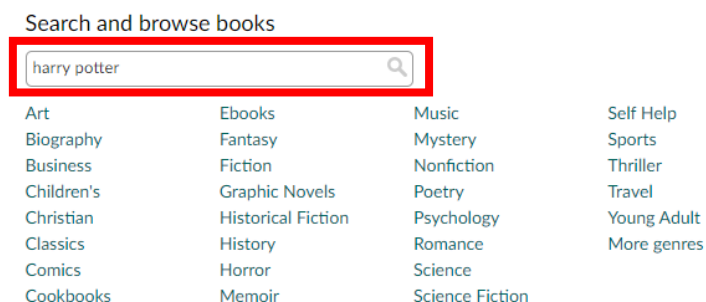 Search and browse books
harry potter
Art Ebooks Music Self Help
Biography Fantasy Mystery Sports
Business Fiction Nonfiction Thriller
Children's Graphic Novels Poetry Travel
Christian Historical Fiction Psychology Young Adult
Classics History Romance More genres
Comics Horror Science
Cookbooks Memoir Science Fiction